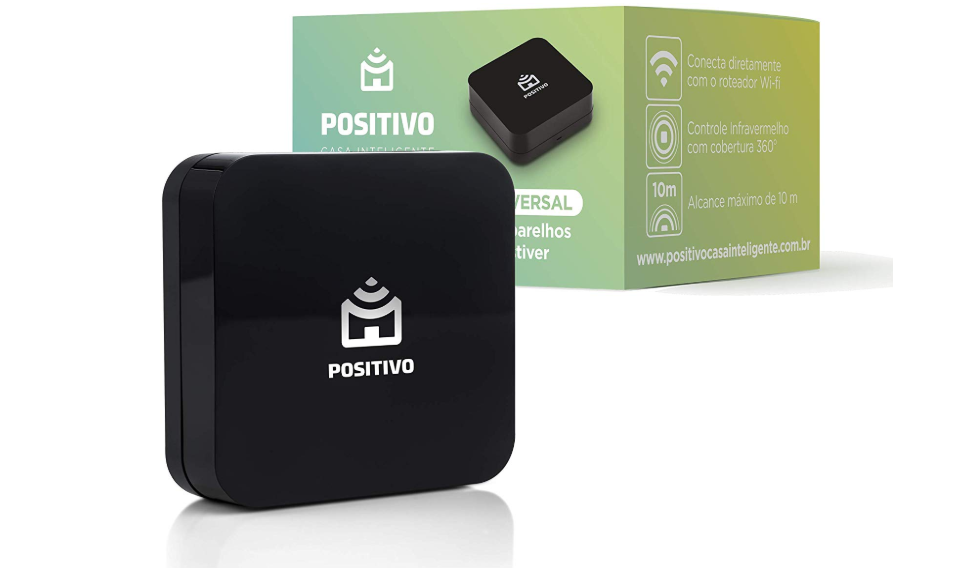 POSITIVO
CASA INTELIGENTE
POSITIVO
VERSAL
parelhos
tiver
Conecta diretamente
com o roteador Wi-fi
Controle infravermelho
com cobertura 360°
10m
Alcance máximo de 10 m
www.positivocasainteligente.com.br
POSITIVO